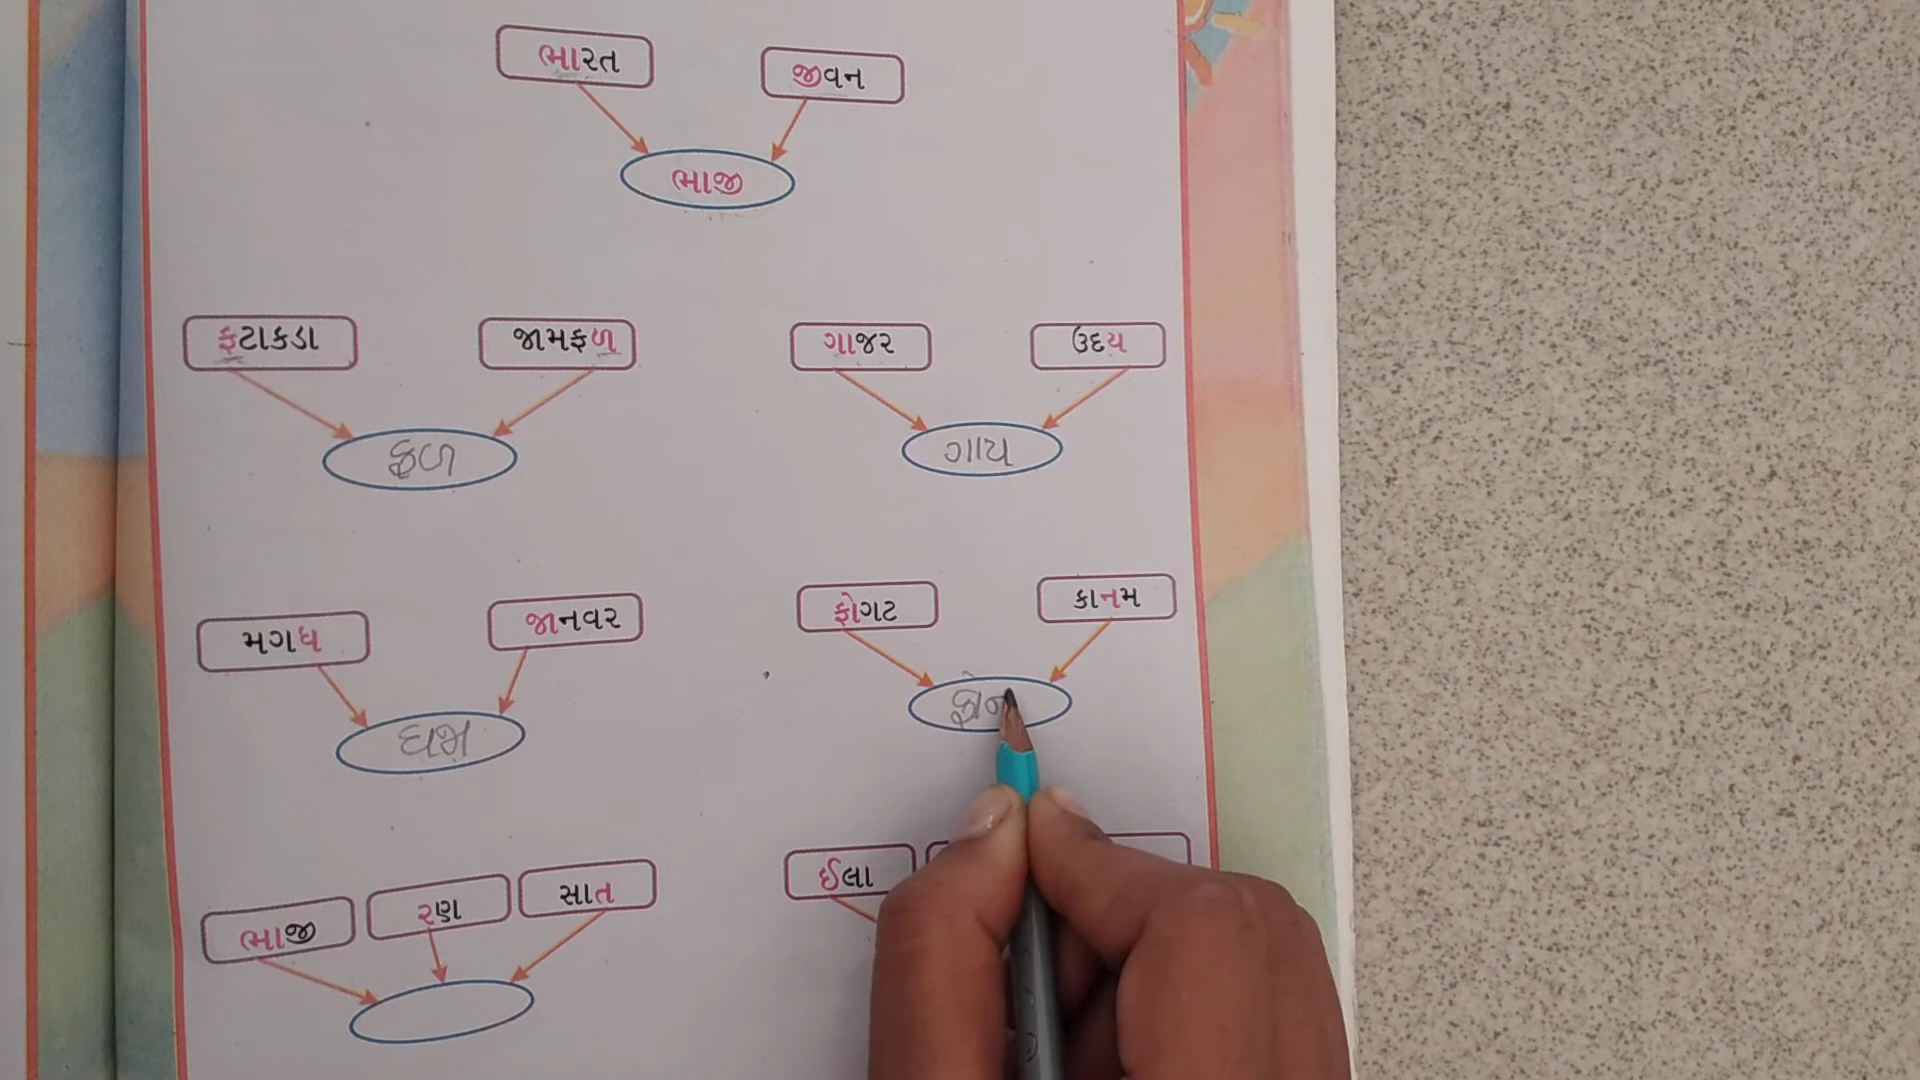 ભારત જીવન
ભાજી
ફટાકડા જામફળ ગાજર ઉદય
ફળ ગાય
મગધ જાનવર ફોગટ કાનમ
ધજા ફોન
ભાજી રણ સાત ઈલા